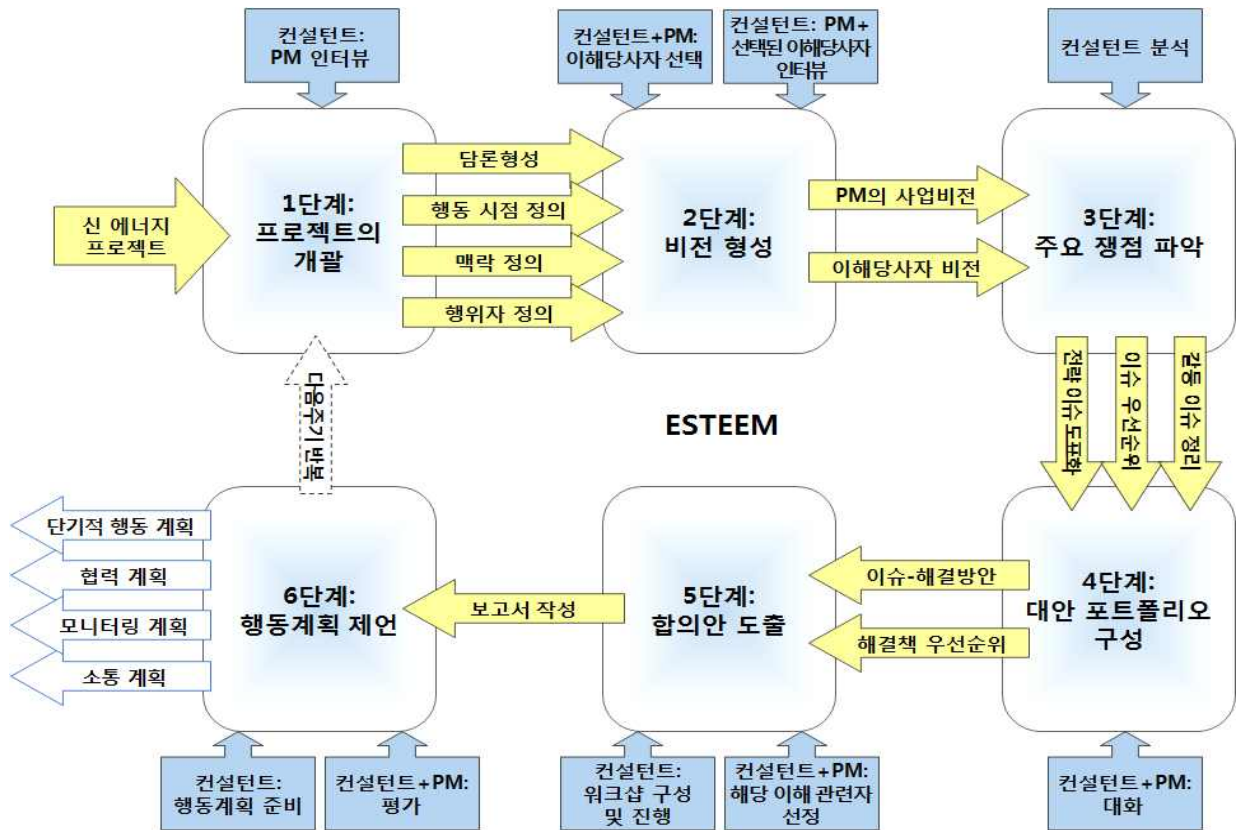 컨설턴트:
PM 인터뷰
컨설턴트+PM:
이해당사자 선택
컨설턴트: PM+
선택된 이해당사자
인터뷰
컨설턴트 분석
신 에너지
프로젝트
1단계:
프로젝트의
개괄
담론형성
행동 시점 정의
맥락 정의
행위자 정의
2단계:
비전 형성
PM의 사업비전
이해당사자 비전
3단계:
주요 쟁점 파악
전략 이슈 도표화
이슈 우선순위
갈등 이슈 정리
다음주기 반복
ESTEEM
단기적 행동 계획
협력 계획
모니터링 계획
소통 계획
6단계:
행동계획 제언
보고서 작성
5단계:
합의안 도출
이슈-해결방안
해결책 우선순위
4단계:
대안 포트폴리오
구성
컨설턴트:
행동계획 준비
컨설턴트+PM:
평가
컨설턴트:
워크샵 구성
및 진행
컨설턴트+PM:
해당 이해 관련자
선정
컨설턴트+PM:
대화